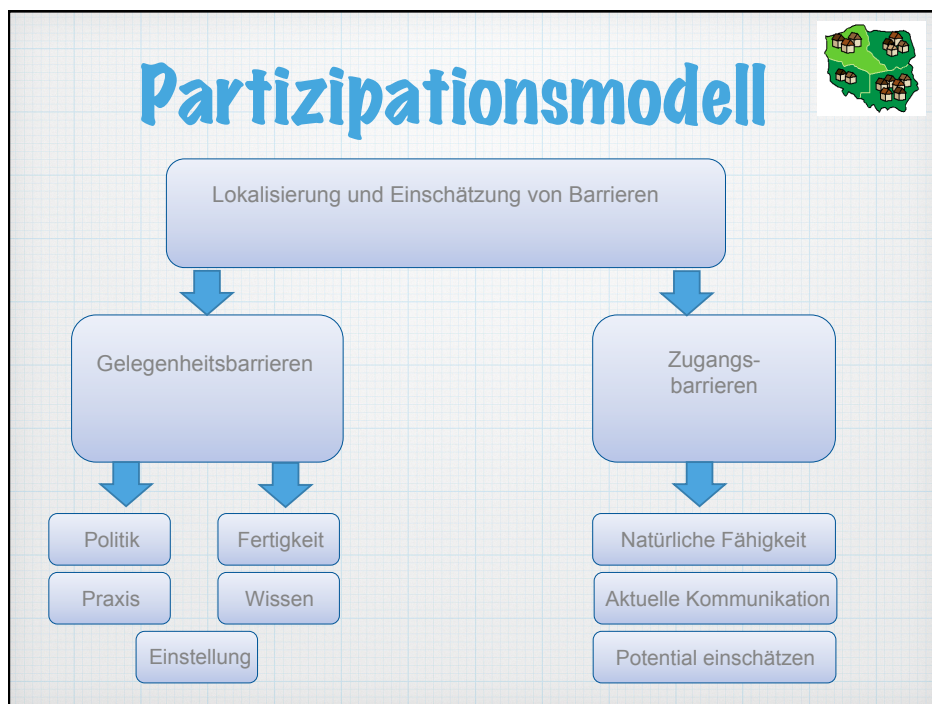 Partizipationsmodell
Lokalisierung und Einschätzung von Barrieren
Gelegenheitsbarrieren
Zugangs-
barrieren
Politik
Fertigkeit
Praxis
Wissen
Einstellung
Natürliche Fähigkeit
Aktuelle Kommunikation
Potential einschätzen